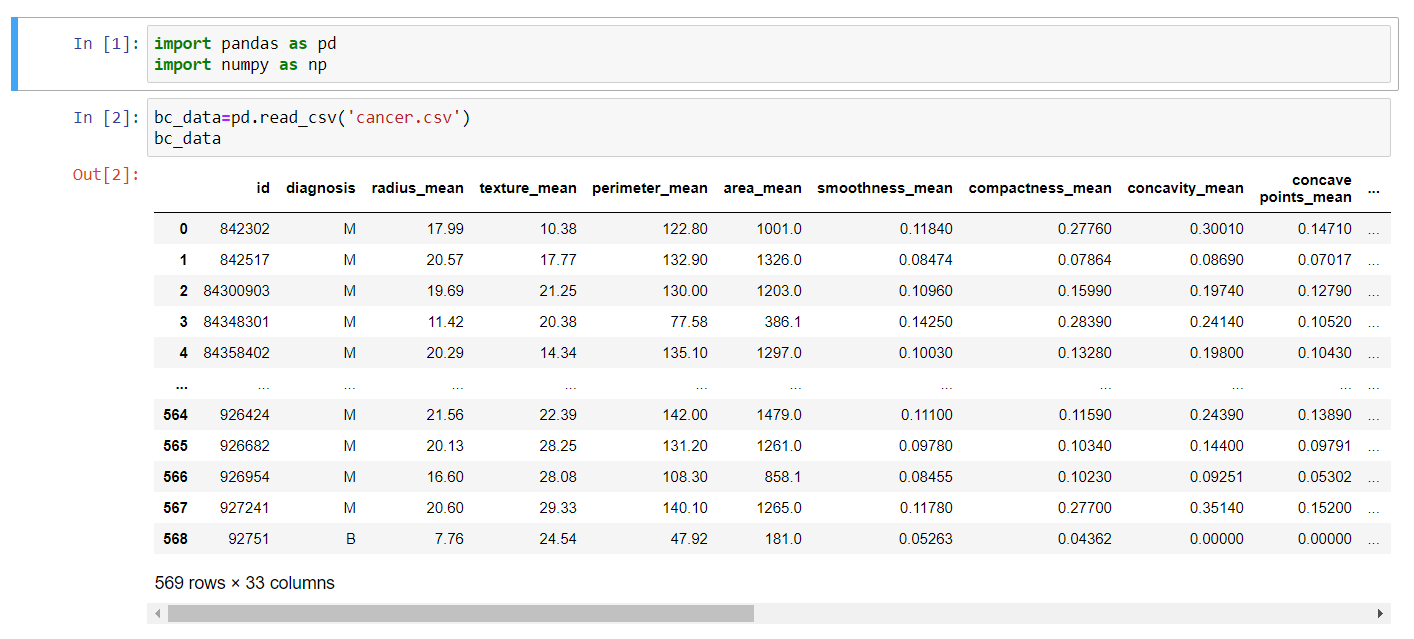 In [1]: import pandas as pd
import numpy as np
In [2]: bc_data=pd.read_csv('cancer.csv')
bc_data
Out[2]:
id diagnosis radius_mean texture_mean perimeter_mean area_mean smoothness_mean compactness_mean concavity_mean concave points_mean ...
0 842302 M 17.99 10.38 122.80 1001.0 0.11840 0.27760 0.30010 0.14710 ...
1 842517 M 20.57 17.77 132.90 1326.0 0.08474 0.07864 0.08690 0.07017 ...
2 84300903 M 19.69 21.25 130.00 1203.0 0.10960 0.15990 0.19740 0.12790 ...
3 84348301 M 11.42 20.38 77.58 386.1 0.14250 0.28390 0.24140 0.10520 ...
4 84358402 M 20.29 14.34 135.10 1297.0 0.10030 0.13280 0.19800 0.10430 ...
... ... ... ... ... ... ... ... ... ... ... ...
564 926424 M 21.56 22.39 142.00 1479.0 0.11100 0.11590 0.24390 0.13890 ...
565 926682 M 20.13 28.25 131.20 1261.0 0.09780 0.10340 0.14400 0.09791 ...
566 926954 M 16.60 28.08 108.30 858.1 0.08455 0.10230 0.09251 0.05302 ...
567 927241 M 20.60 29.33 140.10 1265.0 0.11780 0.27700 0.35140 0.15200 ...
568 92751 B 7.76 24.54 47.92 181.0 0.05263 0.04362 0.00000 0.00000 ...
569 rows × 33 columns